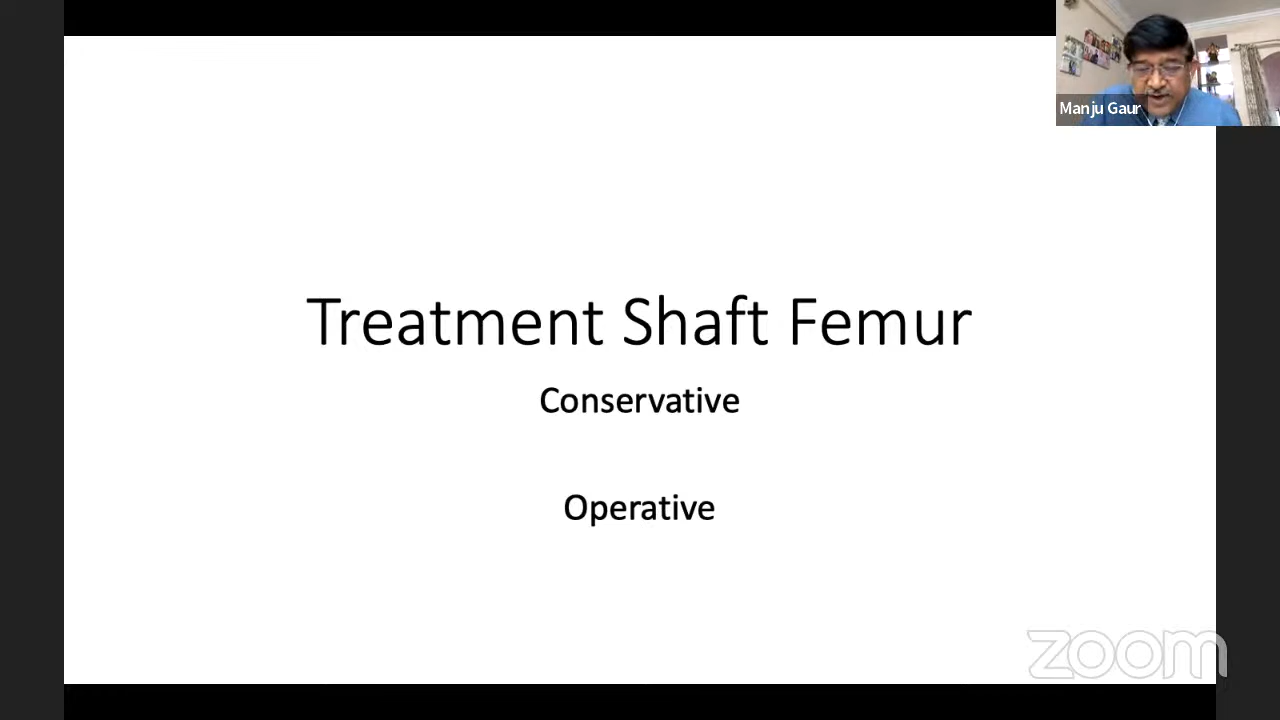 Manju Gaur
Treatment Shaft Femur
Conservative
Operative
zoom